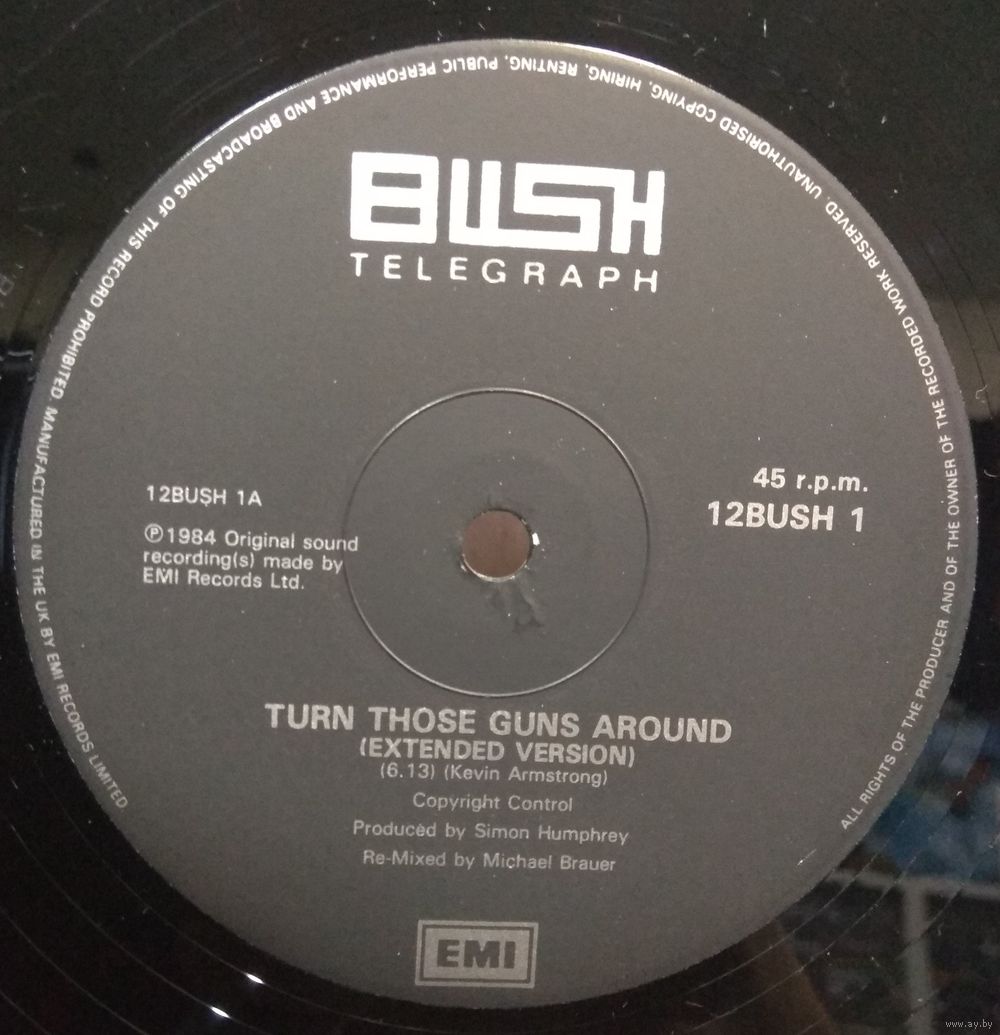 BUSH
TELEGRAPH
45 r.p.m.
12BUSH 1
12BUSH 1A
℗1984 Original sound
recording(s) made by
EMI Records Ltd.
TURN THOSE GUNS AROUND
(EXTENDED VERSION)
(6.13) (Kevin Armstrong)
Copyright Control
Produced by Simon Humphrey
Re-Mixed by Michael Brauer
EMI
ALL RIGHTS OF THE PRODUCER AND OF THE OWNER OF THE RECORDED WORK RESERVED. UNAUTHORISED COPYING, HIRING, RENTING, PUBLIC PERFORMANCE AND BROADCASTING OF THIS RECORD PROHIBITED. MANUFACTURED IN THE UK BY EMI RECORDS LIMITED
www.ay.by